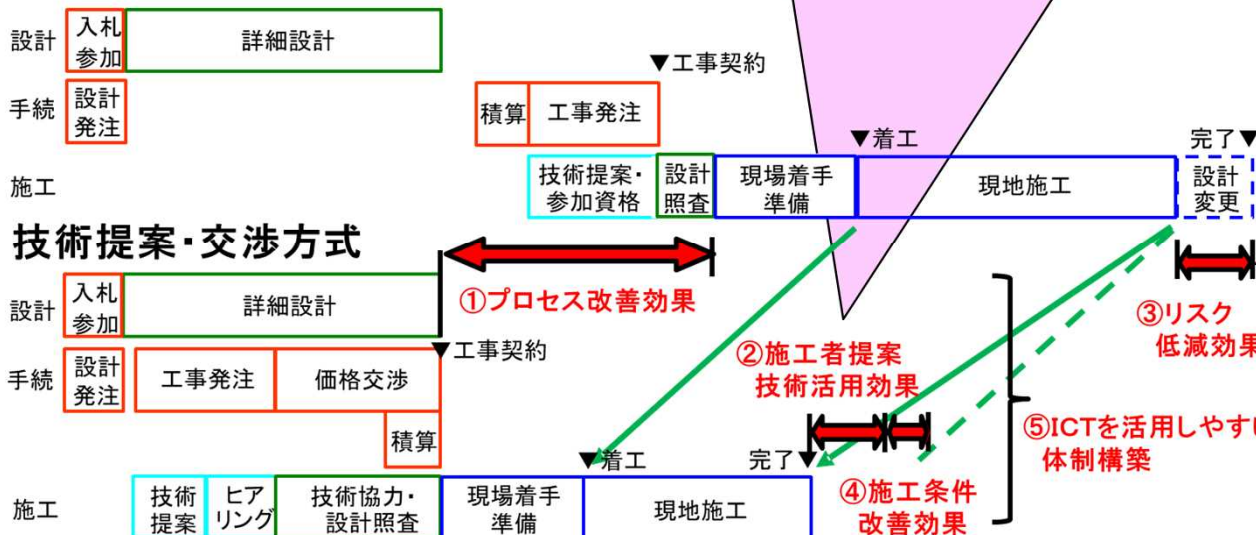 設計
入札
参加
詳細設計
▼工事契約
手続
設計
発注
積算
工事発注
▼着工
完了▼
施工
技術提案・
参加資格
設計
照査
現場着手
準備
現地施工
設計
変更
技術提案・交渉方式
設計
入札
参加
詳細設計
①プロセス改善効果
③リスク
低減効果
▼工事契約
②施工者提案
技術活用効果
手続
設計
発注
工事発注
価格交渉
積算
⑤ICTを活用しやすい
体制構築
▼着工
完了▼
④施工条件
改善効果
施工
技術
提案
ヒア
リング
技術協力・
設計照査
現場着手
準備
現地施工